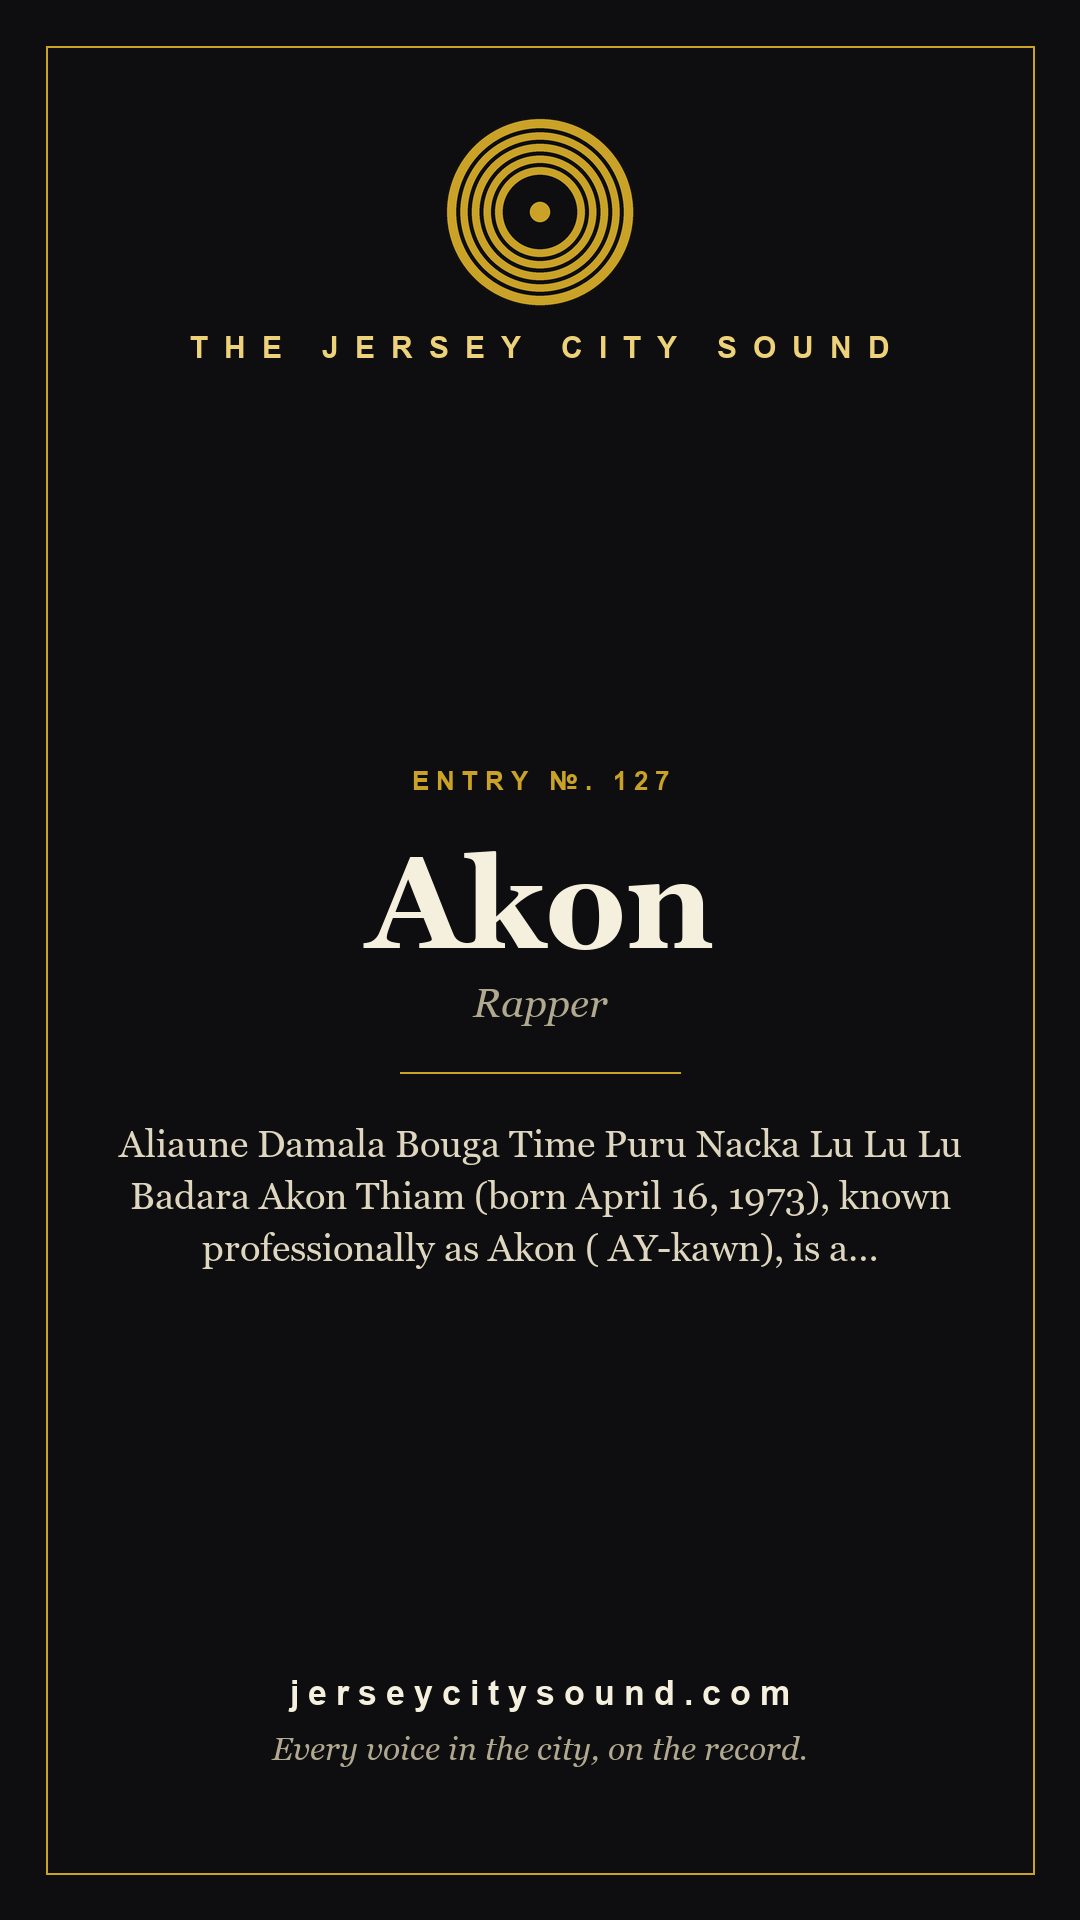 THE JERSEY CITY SOUND
ENTRY №. 127
Akon
Rapper
Aliaune Damala Bouga Time Puru Nacka Lu Lu Lu
Badara Akon Thiam (born April 16, 1973), known
professionally as Akon ( AY-kawn), is a...
jerseycitysound.com
Every voice in the city, on the record.